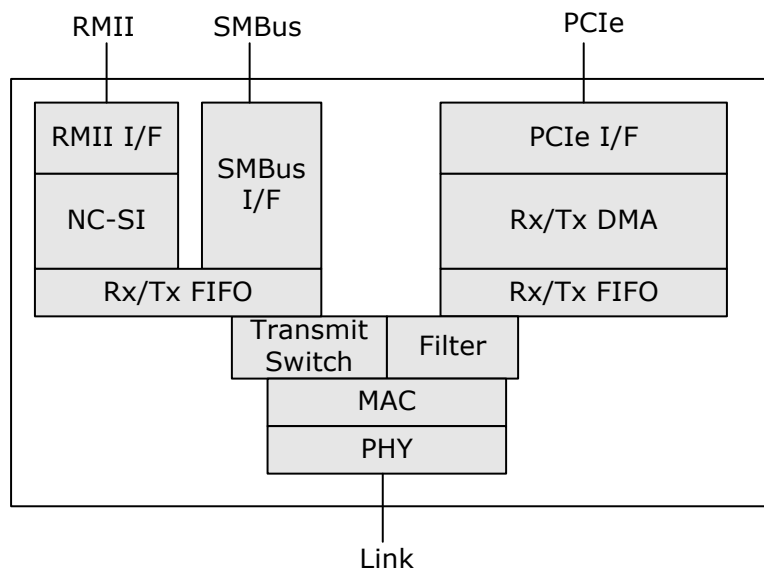 RMII
SMBus
PCIe
RMII I/F
SMBus
I/F
PCIe I/F
NC-SI
Rx/Tx DMA
Rx/Tx FIFO
Rx/Tx FIFO
Transmit
Switch
Filter
MAC
PHY
Link